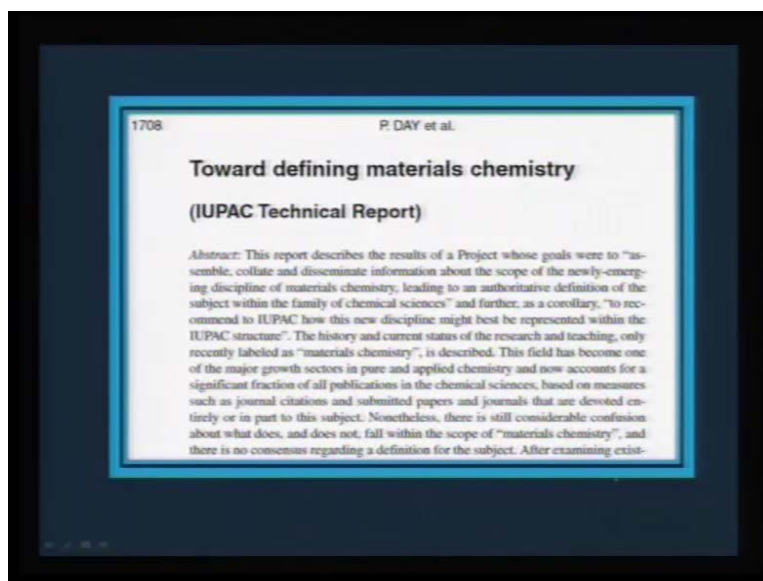 1708
P. DAY et al.
Toward defining materials chemistry
(IUPAC Technical Report)
Abstract: This report describes the results of a Project whose goals were to “as-
semble, collate and disseminate information about the scope of the newly-emerg-
ing discipline of materials chemistry, leading to an authoritative definition of the
subject within the family of chemical sciences” and further, as a corollary, “to rec-
ommend to IUPAC how this new discipline might best be represented within the
IUPAC structure”. The history and current status of the research and teaching, only
recently labeled as “materials chemistry”, is described. This field has become one
of the major growth sectors in pure and applied chemistry and now accounts for a
significant fraction of all publications in the chemical sciences, based on measures
such as journal citations and submitted papers and journals that are devoted en-
tirely or in part to this subject. Nonetheless, there is still considerable confusion
about what does, and does not, fall within the scope of “materials chemistry”, and
there is no consensus regarding a definition for the subject. After examining exist-